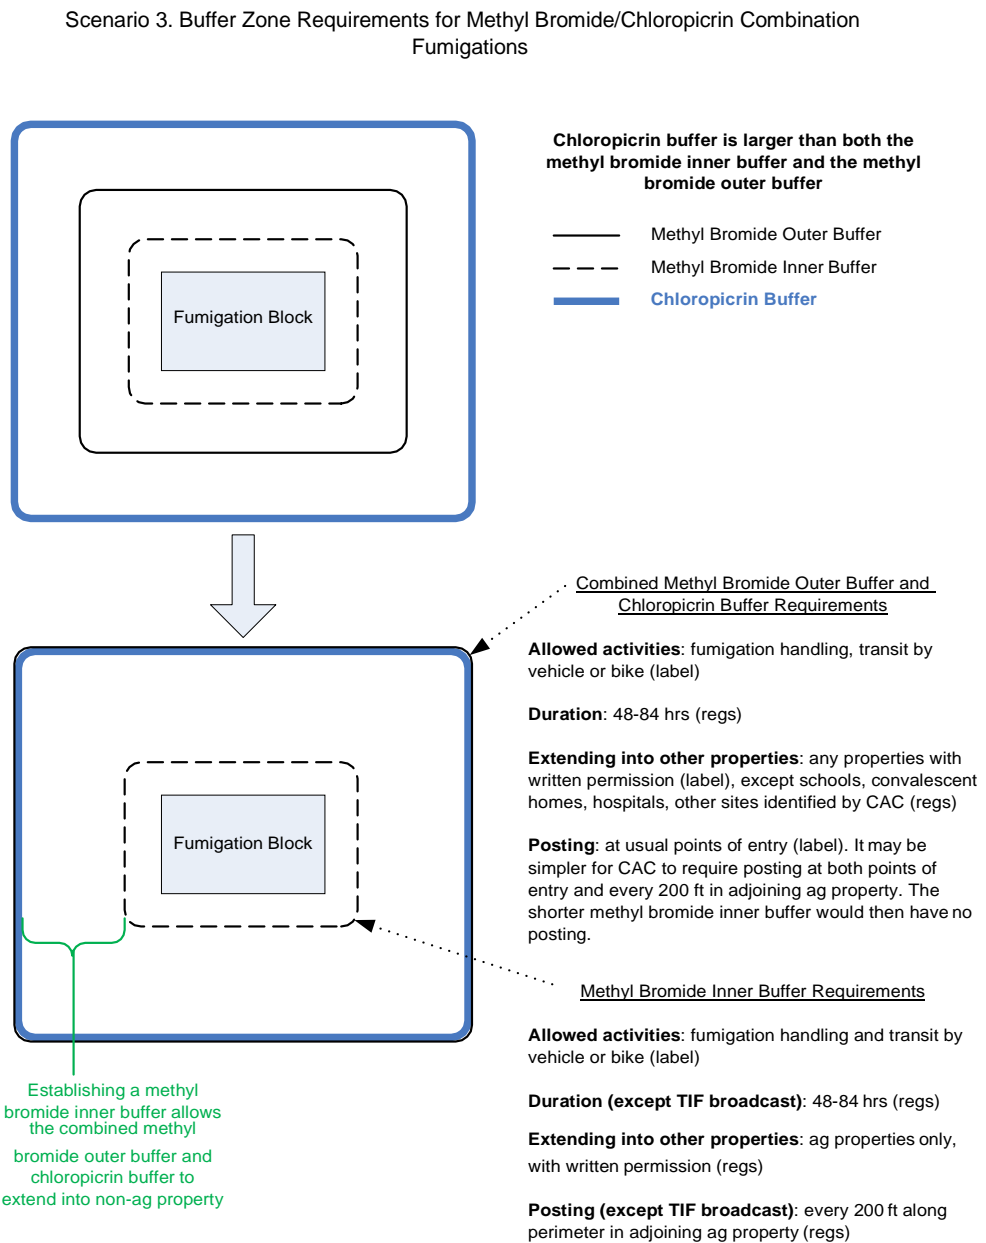 Scenario 3. Buffer Zone Requirements for Methyl Bromide/Chloropicrin Combination
Fumigations
Chloropicrin buffer is larger than both the
methyl bromide inner buffer and the methyl
bromide outer buffer
Methyl Bromide Outer Buffer
Methyl Bromide Inner Buffer
Chloropicrin Buffer
Fumigation Block
Combined Methyl Bromide Outer Buffer and
Chloropicrin Buffer Requirements
Allowed activities: fumigation handling, transit by
vehicle or bike (label)
Duration: 48-84 hrs (regs)
Extending into other properties: any properties with
written permission (label), except schools, convalescent
homes, hospitals, other sites identified by CAC (regs)
Posting: at usual points of entry (label). It may be
simpler for CAC to require posting at both points of
entry and every 200 ft in adjoining ag property. The
shorter methyl bromide inner buffer would then have no
posting.
Fumigation Block
Methyl Bromide Inner Buffer Requirements
Allowed activities: fumigation handling and transit by
vehicle or bike (label)
Duration (except TIF broadcast): 48-84 hrs (regs)
Extending into other properties: ag properties only,
with written permission (regs)
Posting (except TIF broadcast): every 200 ft along
perimeter in adjoining ag property (regs)
Establishing a methyl
bromide inner buffer allows
the combined methyl
bromide outer buffer and
chloropicrin buffer to
extend into non-ag property